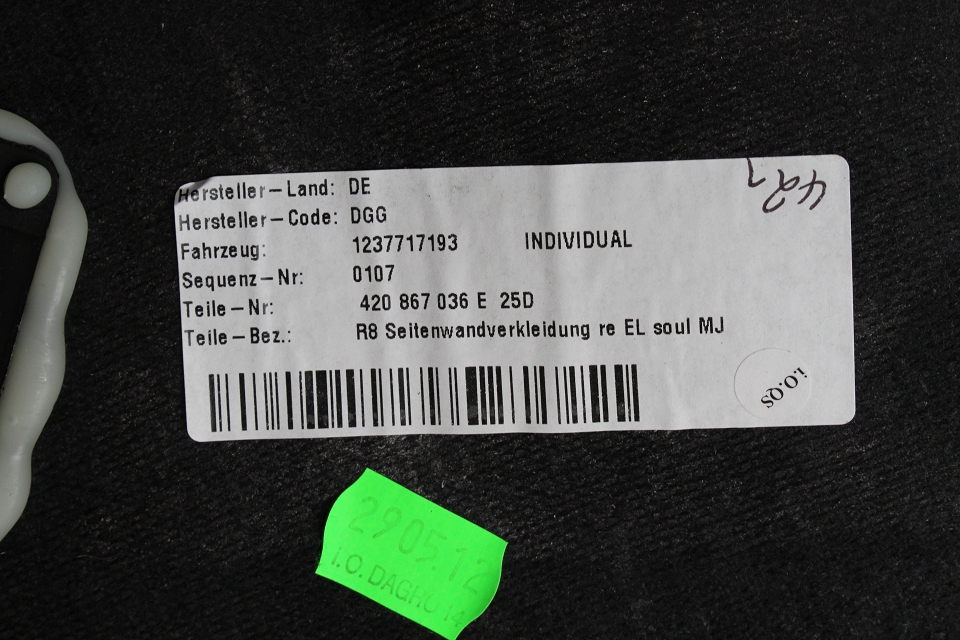 Hersteller-Land: DE
Hersteller-Code: DGG
Fahrzeug: 1237717193 INDIVIDUAL
Sequenz-Nr: 0107
Teile-Nr: 420 867 036 E 25D
Teile-Bez.: R8 Seitenwandverkleidung re EL soul MJ
i.O.QS
2905.12
i.O. DAGRO 14